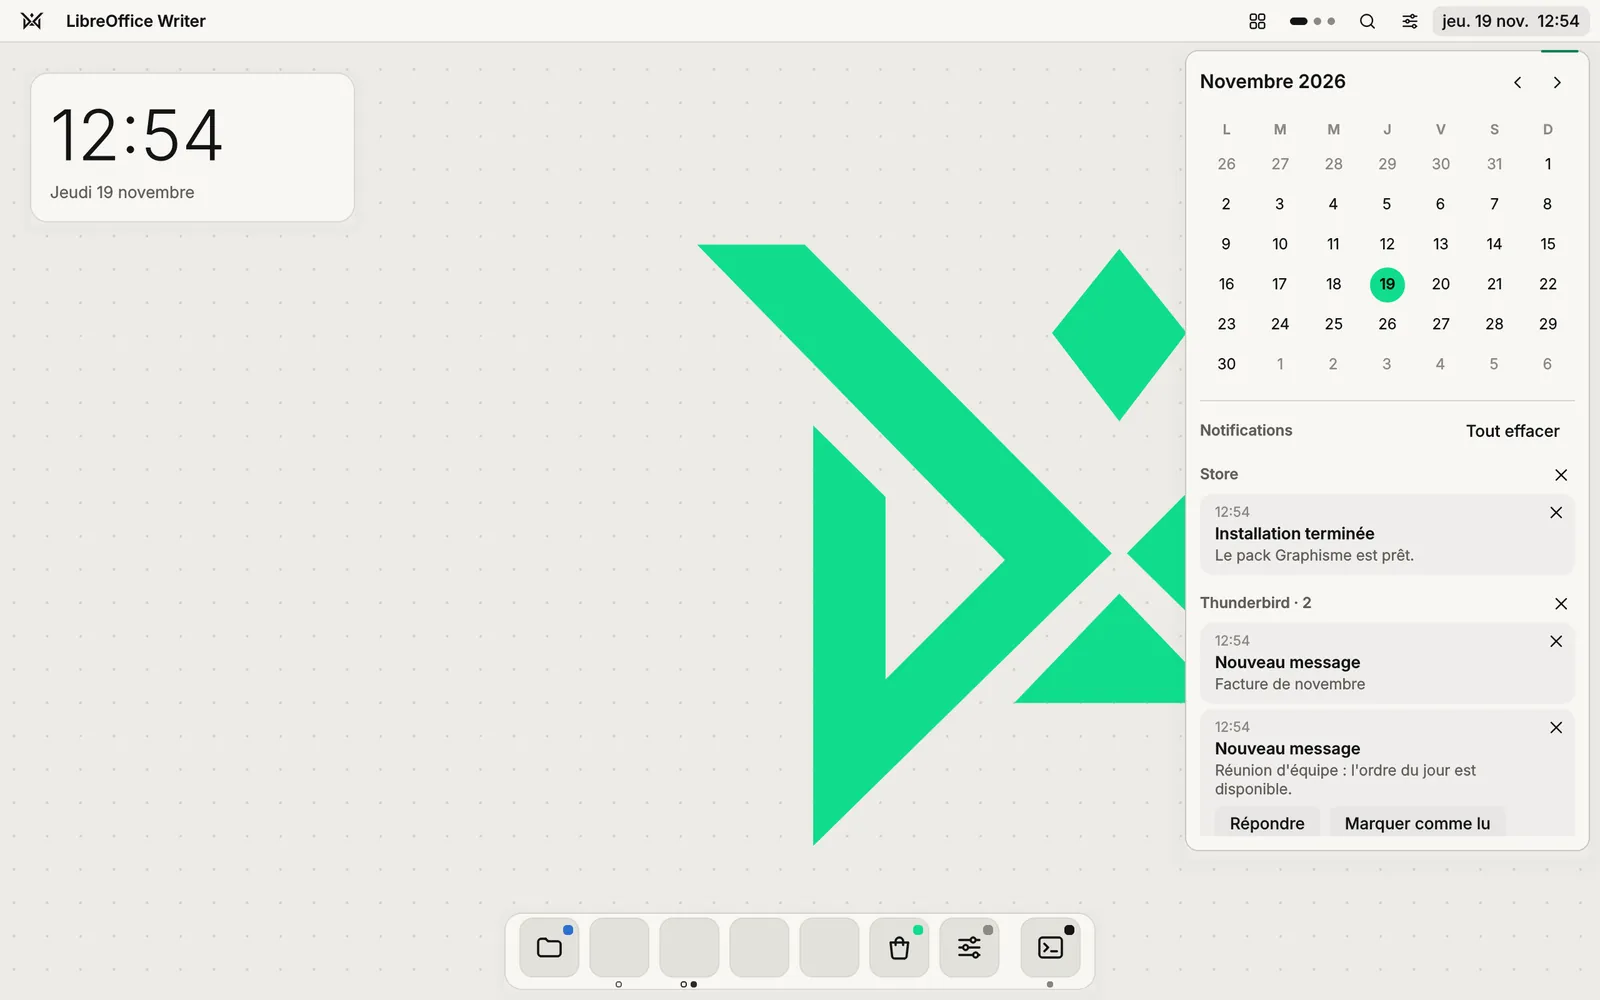 LibreOffice Writer
jeu. 19 nov. 12:54
12:54
Jeudi 19 novembre
Novembre 2026
L M M J V S D
26 27 28 29 30 31 1
2 3 4 5 6 7 8
9 10 11 12 13 14 15
16 17 18 19 20 21 22
23 24 25 26 27 28 29
30 1 2 3 4 5 6
Notifications
Tout effacer
Store
12:54
Installation terminée
Le pack Graphisme est prêt.
Thunderbird · 2
12:54
Nouveau message
Facture de novembre
12:54
Nouveau message
Réunion d'équipe : l'ordre du jour est
disponible.
Répondre
Marquer comme lu